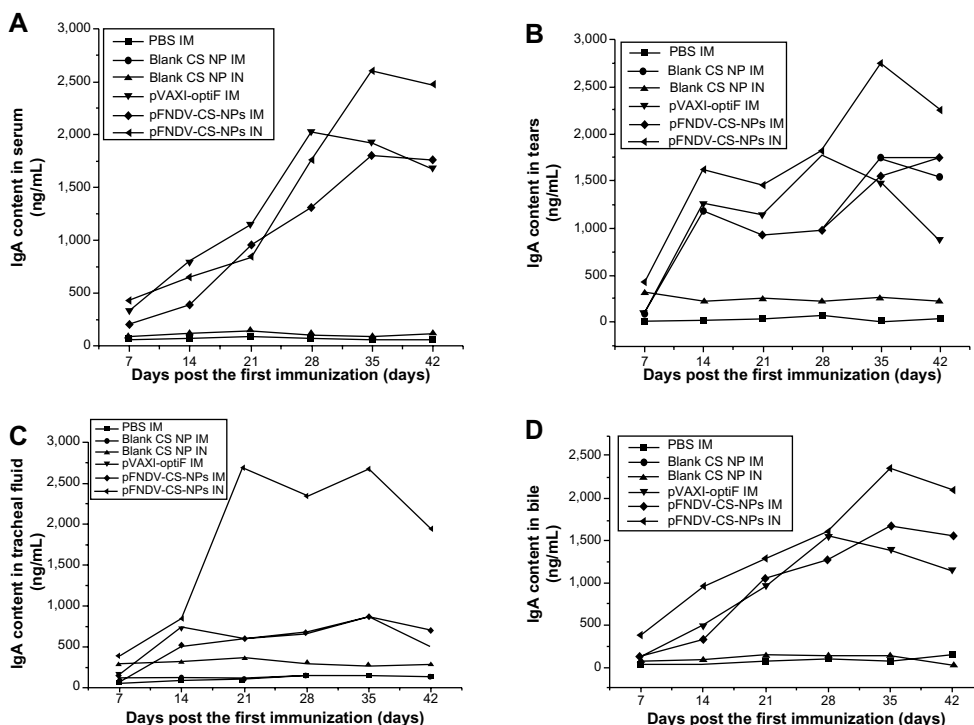 A
IgA content in serum
(ng/mL)
3,000
2,500
2,000
1,500
1,000
500
0
PBS IM
Blank CS NP IM
Blank CS NP IN
pVAXI-optiF IM
pFNDV-CS-NPs IM
pFNDV-CS-NPs IN
7 14 21 28 35 42
Days post the first immunization (days)
B
IgA content in tears
(ng/mL)
3,000
2,500
2,000
1,500
1,000
500
0
PBS IM
Blank CS NP IM
Blank CS NP IN
pVAXI-optiF IM
pFNDV-CS-NPs IM
pFNDV-CS-NPs IN
7 14 21 28 35 42
Days post the first immunization (days)
C
IgA content in tracheal fluid
(ng/mL)
3,000
2,500
2,000
1,500
1,000
500
0
PBS IM
Blank CS NP IM
Blank CS NP IN
pVAXI-optiF IM
pFNDV-CS-NPs IM
pFNDV-CS-NPs IN
7 14 21 28 35 42
Days post the first immunization (days)
D
IgA content in bile
(ng/mL)
2,500
2,000
1,500
1,000
500
0
PBS IM
Blank CS NP IM
Blank CS NP IN
pVAXI-optiF IM
pFNDV-CS-NPs IM
pFNDV-CS-NPs IN
7 14 21 28 35 42
Days post the first immunization (days)